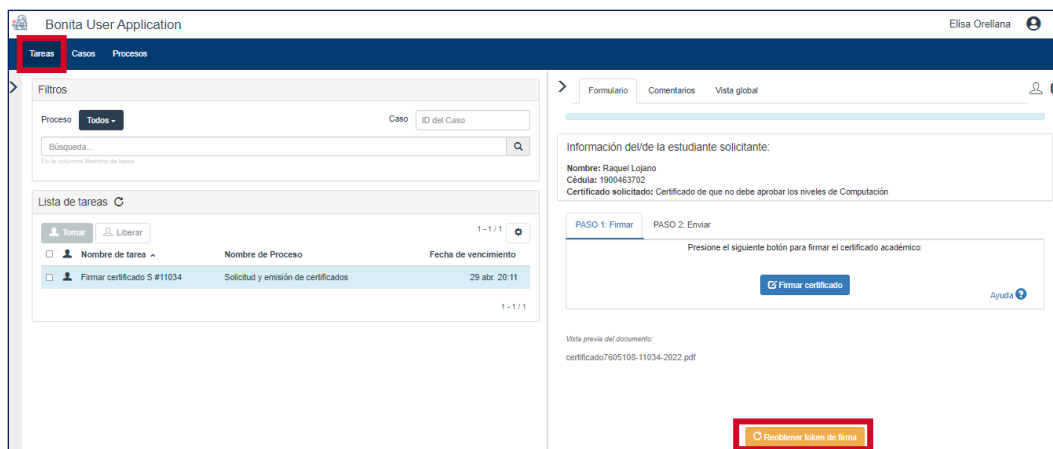 Bonita User Application
Elisa Orellana
Tareas Casos Procesos
Filtros
Proceso Todos Caso ID del Caso
Búsqueda...
En la columna Nombre de tarea
Lista de tareas
Tomar Liberar 1 - 1 / 1
Nombre de tarea Nombre de Proceso Fecha de vencimiento
Firmar certificado S #11034 Solicitud y emisión de certificados 29 abr. 20:11
1 - 1 / 1
Formulario Comentarios Vista global
Información del/de la estudiante solicitante:
Nombre: Raquel Lojano
Cédula: 1900463702
Certificado solicitado: Certificado de que no debe aprobar los niveles de Computación
PASO 1: Firmar PASO 2: Enviar
Presione el siguiente botón para firmar el certificado académico:
Firmar certificado
Ayuda ?
Vista previa del documento:
certificado7605108-11034-2022.pdf
Reobtener token de firma